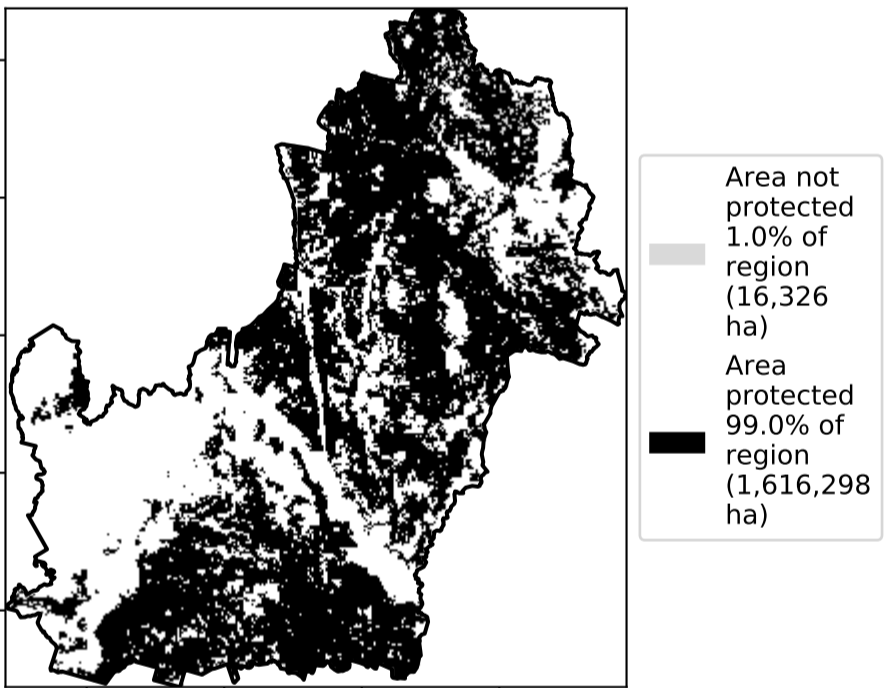 Area not
protected
1.0% of
region
(16,326
ha)
Area
protected
99.0% of
region
(1,616,298
ha)